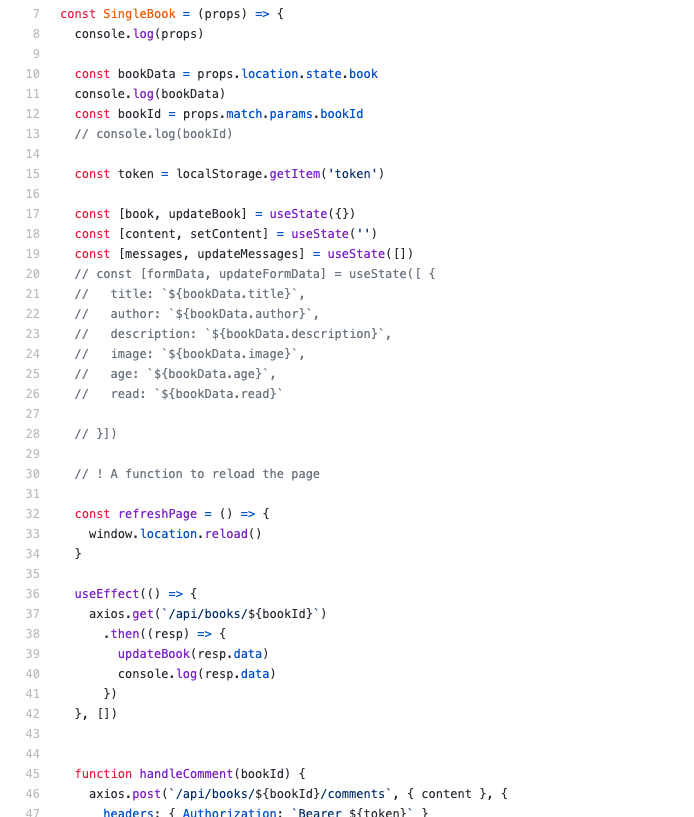 7 const SingleBook = (props) => {
8 console.log(props)
9
10 const bookData = props.location.state.book
11 console.log(bookData)
12 const bookId = props.match.params.bookId
13 // console.log(bookId)
14
15 const token = localStorage.getItem('token')
16
17 const [book, updateBook] = useState({})
18 const [content, setContent] = useState('')
19 const [messages, updateMessages] = useState([])
20 // const [formData, updateFormData] = useState([ {
21 //   title: `${bookData.title}`,
22 //   author: `${bookData.author}`,
23 //   description: `${bookData.description}`,
24 //   image: `${bookData.image}`,
25 //   age: `${bookData.age}`,
26 //   read: `${bookData.read}`
27
28 // }])
29
30 // ! A function to reload the page
31
32 const refreshPage = () => {
33 window.location.reload()
34 }
35
36 useEffect(() => {
37 axios.get(`/api/books/${bookId}`)
38 .then((resp) => {
39 updateBook(resp.data)
40 console.log(resp.data)
41 })
42 }, [])
43
44
45 function handleComment(bookId) {
46 axios.post(`/api/books/${bookId}/comments`, { content }, {
47 headers: { Authorization: `Bearer ${token}` }